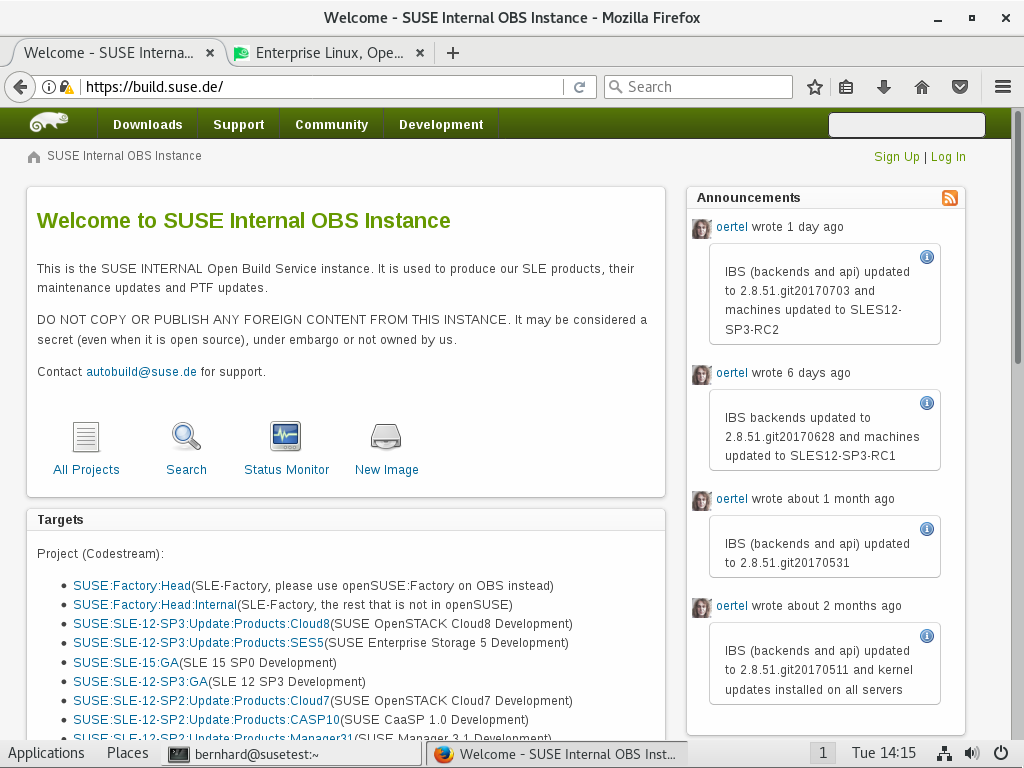 Welcome - SUSE Internal OBS Instance - Mozilla Firefox
Welcome - SUSE Interna...
Enterprise Linux, Ope...
https://build.suse.de/
Search
Downloads
Support
Community
Development
SUSE Internal OBS Instance
Sign Up | Log In
Welcome to SUSE Internal OBS Instance
This is the SUSE INTERNAL Open Build Service instance. It is used to produce our SLE products, their
maintenance updates and PTF updates.
DO NOT COPY OR PUBLISH ANY FOREIGN CONTENT FROM THIS INSTANCE. It may be considered a
secret (even when it is open source), under embargo or not owned by us.
Contact autobuild@suse.de for support.
All Projects
Search
Status Monitor
New Image
Targets
Project (Codestream):
SUSE:Factory:Head(SLE-Factory, please use openSUSE:Factory on OBS instead)
SUSE:Factory:Head:Internal(SLE-Factory, the rest that is not in openSUSE)
SUSE:SLE-12-SP3:Update:Products:Cloud8(SUSE OpenSTACK Cloud8 Development)
SUSE:SLE-12-SP3:Update:Products:SES5(SUSE Enterprise Storage 5 Development)
SUSE:SLE-15:GA(SLE 15 SP0 Development)
SUSE:SLE-12-SP3:GA(SLE 12 SP3 Development)
SUSE:SLE-12-SP2:Update:Products:Cloud7(SUSE OpenSTACK Cloud7 Development)
SUSE:SLE-12-SP2:Update:Products:CASP10(SUSE CaaSP 1.0 Development)
SUSE:SLE-12-SP2:Update:Products:Manager31(SUSE Manager 3.1 Development)
Announcements
oertel wrote 1 day ago
IBS (backends and api) updated
to 2.8.51.git20170703 and
machines updated to SLES12-
SP3-RC2
oertel wrote 6 days ago
IBS backends updated to
2.8.51.git20170628 and machines
updated to SLES12-SP3-RC1
oertel wrote about 1 month ago
IBS (backends and api) updated
to 2.8.51.git20170531
oertel wrote about 2 months ago
IBS (backends and api) updated
to 2.8.51.git20170511 and kernel
updates installed on all servers
Applications
Places
bernhard@susetest:~
Welcome - SUSE Internal OBS Inst...
1
Tue 14:15